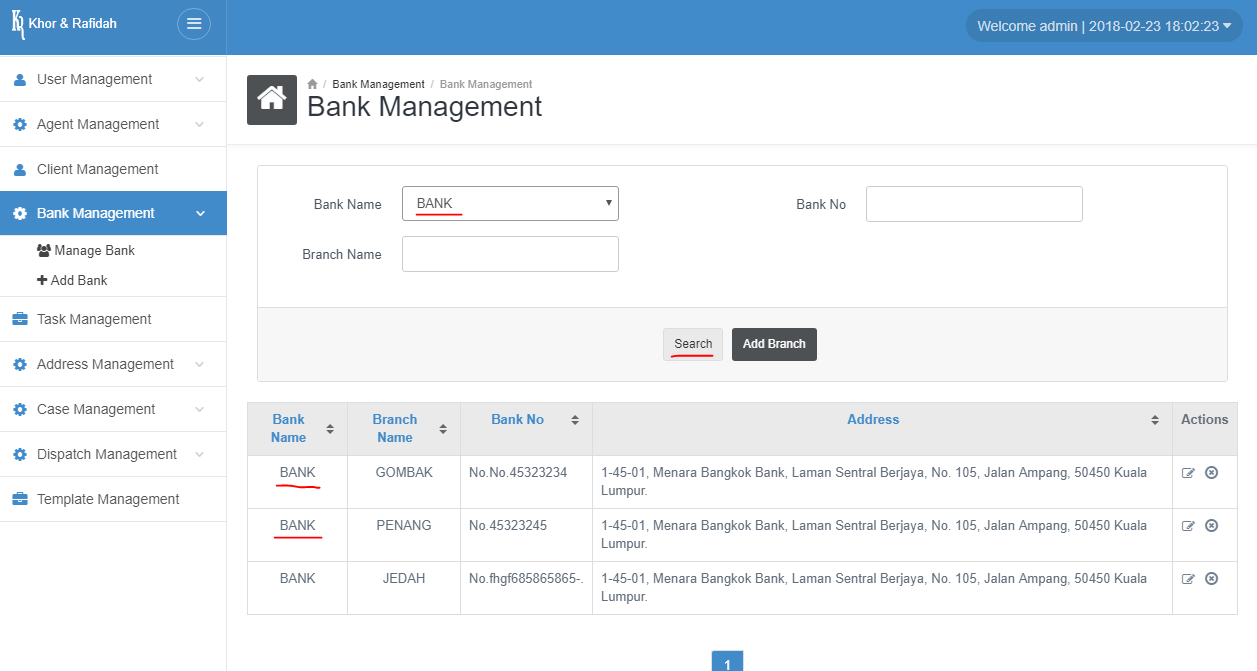 Khor & Rafidah
Welcome admin | 2018-02-23 18:02:23
User Management
Agent Management
Client Management
Bank Management
Manage Bank
Add Bank
Task Management
Address Management
Case Management
Dispatch Management
Template Management
/ Bank Management / Bank Management
Bank Management
Bank Name BANK Bank No
Branch Name
Search Add Branch
Bank Name Branch Name Bank No Address Actions
BANK GOMBAK No.No.45323234 1-45-01, Menara Bangkok Bank, Laman Sentral Berjaya, No. 105, Jalan Ampang, 50450 Kuala
Lumpur.
BANK PENANG No.45323245 1-45-01, Menara Bangkok Bank, Laman Sentral Berjaya, No. 105, Jalan Ampang, 50450 Kuala
Lumpur.
BANK JEDAH No.fhgf685865865-. 1-45-01, Menara Bangkok Bank, Laman Sentral Berjaya, No. 105, Jalan Ampang, 50450 Kuala
Lumpur.
1